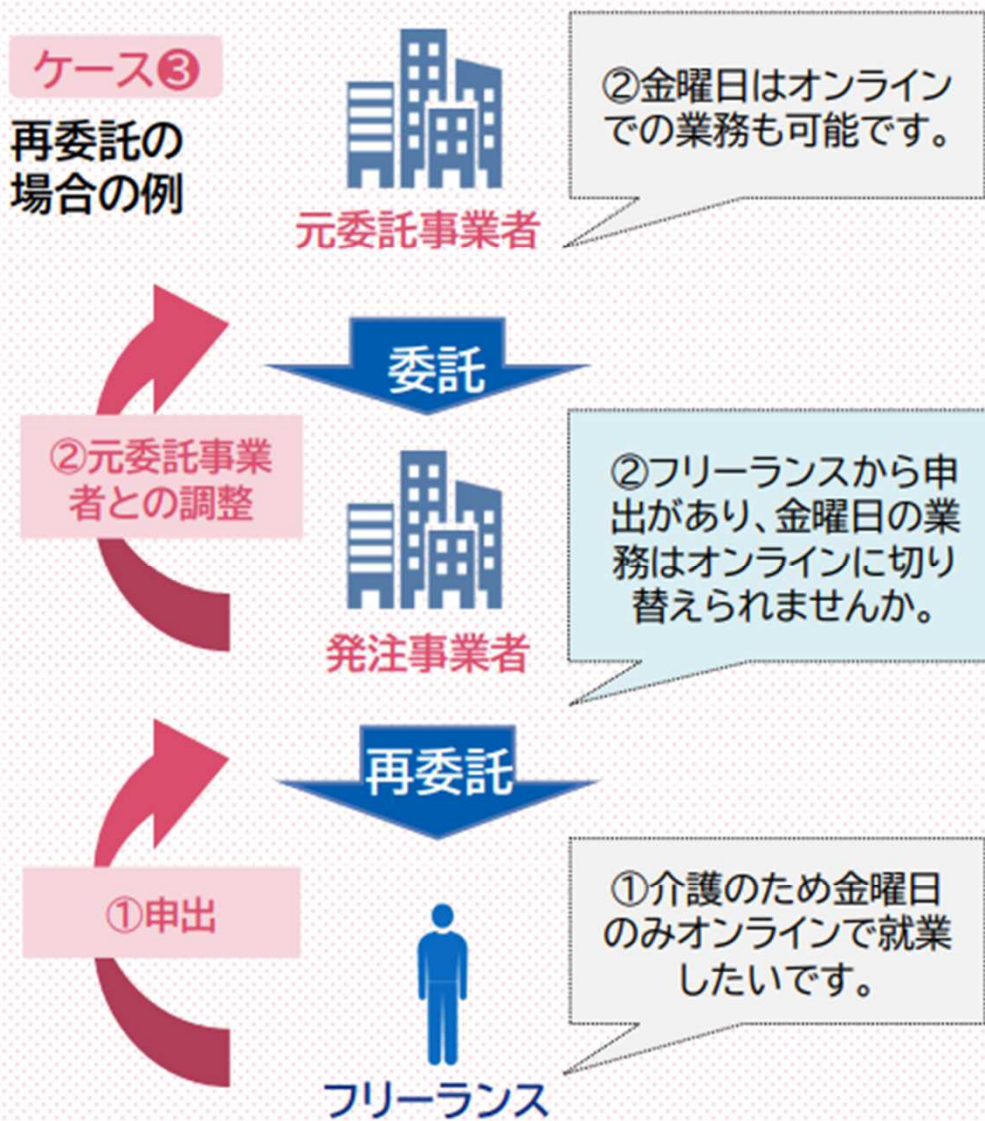 ケース❸
再委託の
場合の例
元委託事業者
②金曜日はオンライン
での業務も可能です。
委託
②元委託事業
者との調整
発注事業者
②フリーランスから申
出があり、金曜日の業
務はオンラインに切り
替えられませんか。
再委託
①申出
フリーランス
①介護のため金曜日
のみオンラインで就業
したいです。